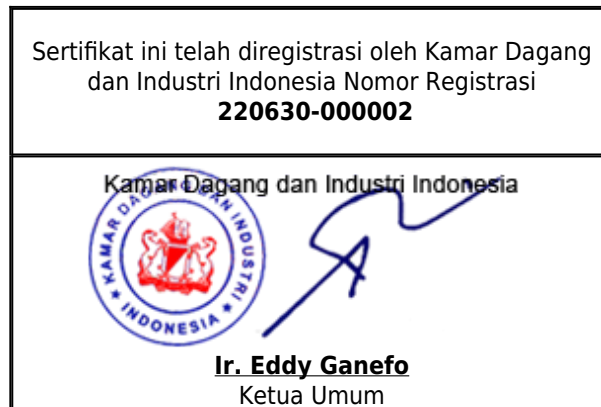 Sertifikat ini telah diregistrasi oleh Kamar Dagang
dan Industri Indonesia Nomor Registrasi
220630-000002
Kamar Dagang dan Industri Indonesia
KAMAR DAGANG DAN INDUSTRI
★ INDONESIA ★
Ir. Eddy Ganefo
Ketua Umum